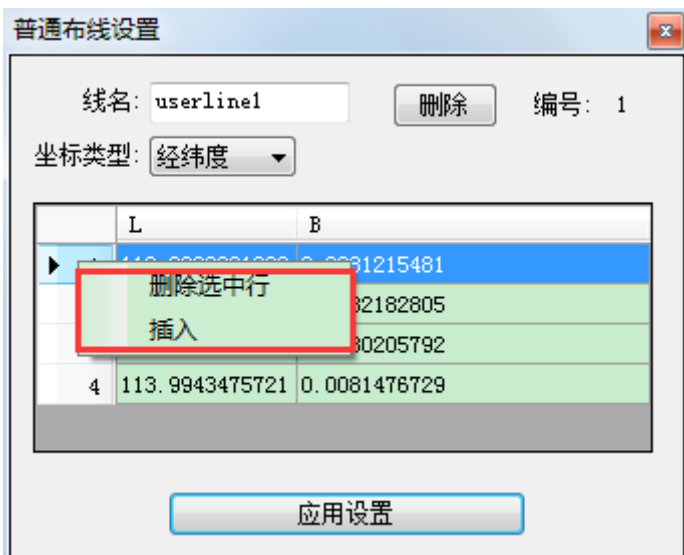 普通布线设置
线名: userline1 删除 编号: 1
坐标类型: 经纬度
L B
删除选中行
插入
4 113.9943475721 0.0081476729
应用设置